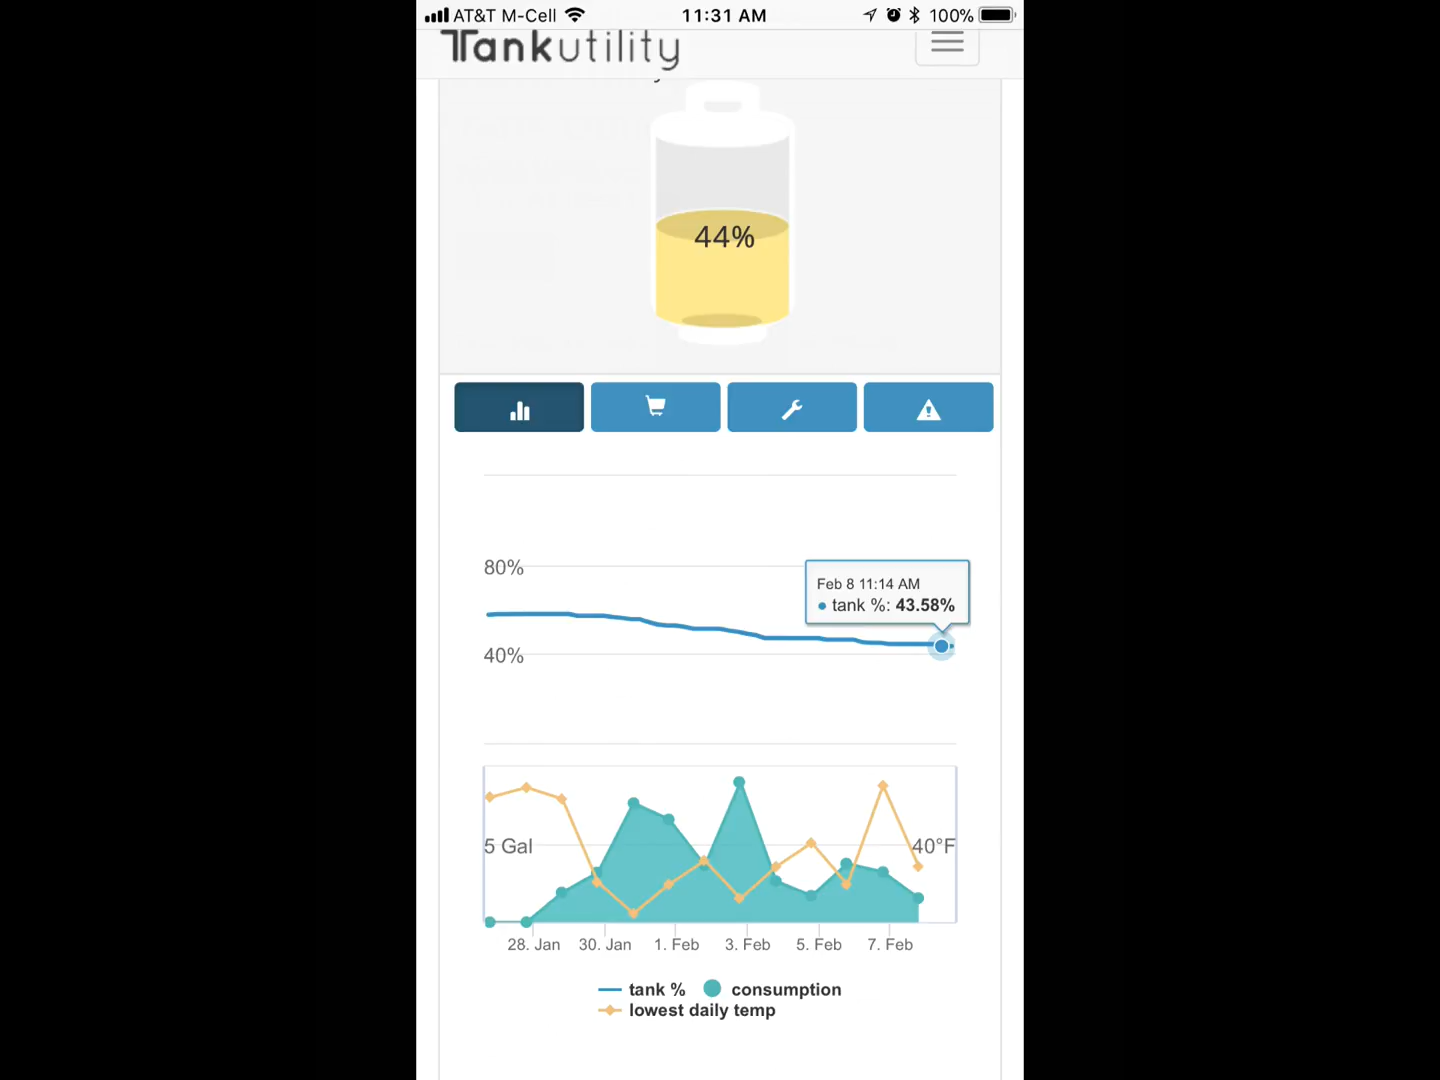 AT&T M-Cell
11:31 AM
100%
Tankutility
44%
80%
Feb 8 11:14 AM
tank %: 43.58%
40%
5 Gal
40°F
28. Jan 30. Jan 1. Feb 3. Feb 5. Feb 7. Feb
tank % consumption
lowest daily temp